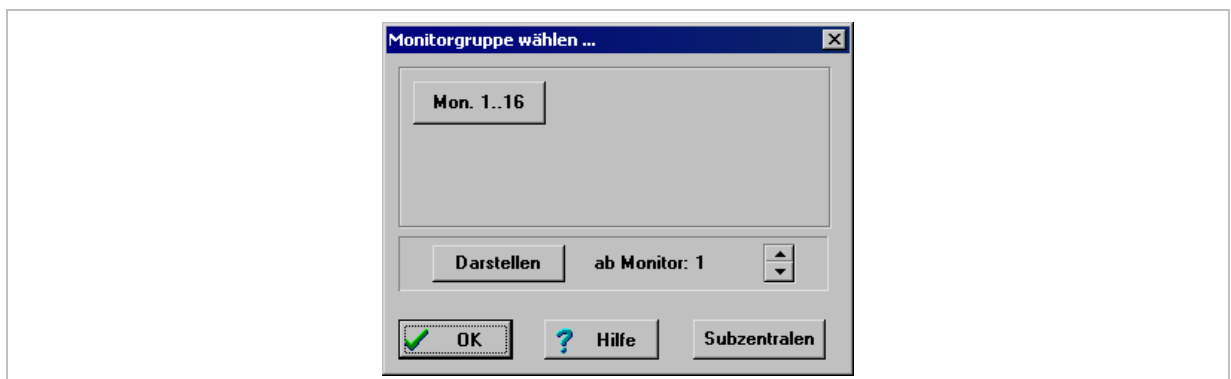 Monitorgruppe wählen ...
Mon. 1..16
Darstellen ab Monitor: 1
OK Hilfe Subzentralen